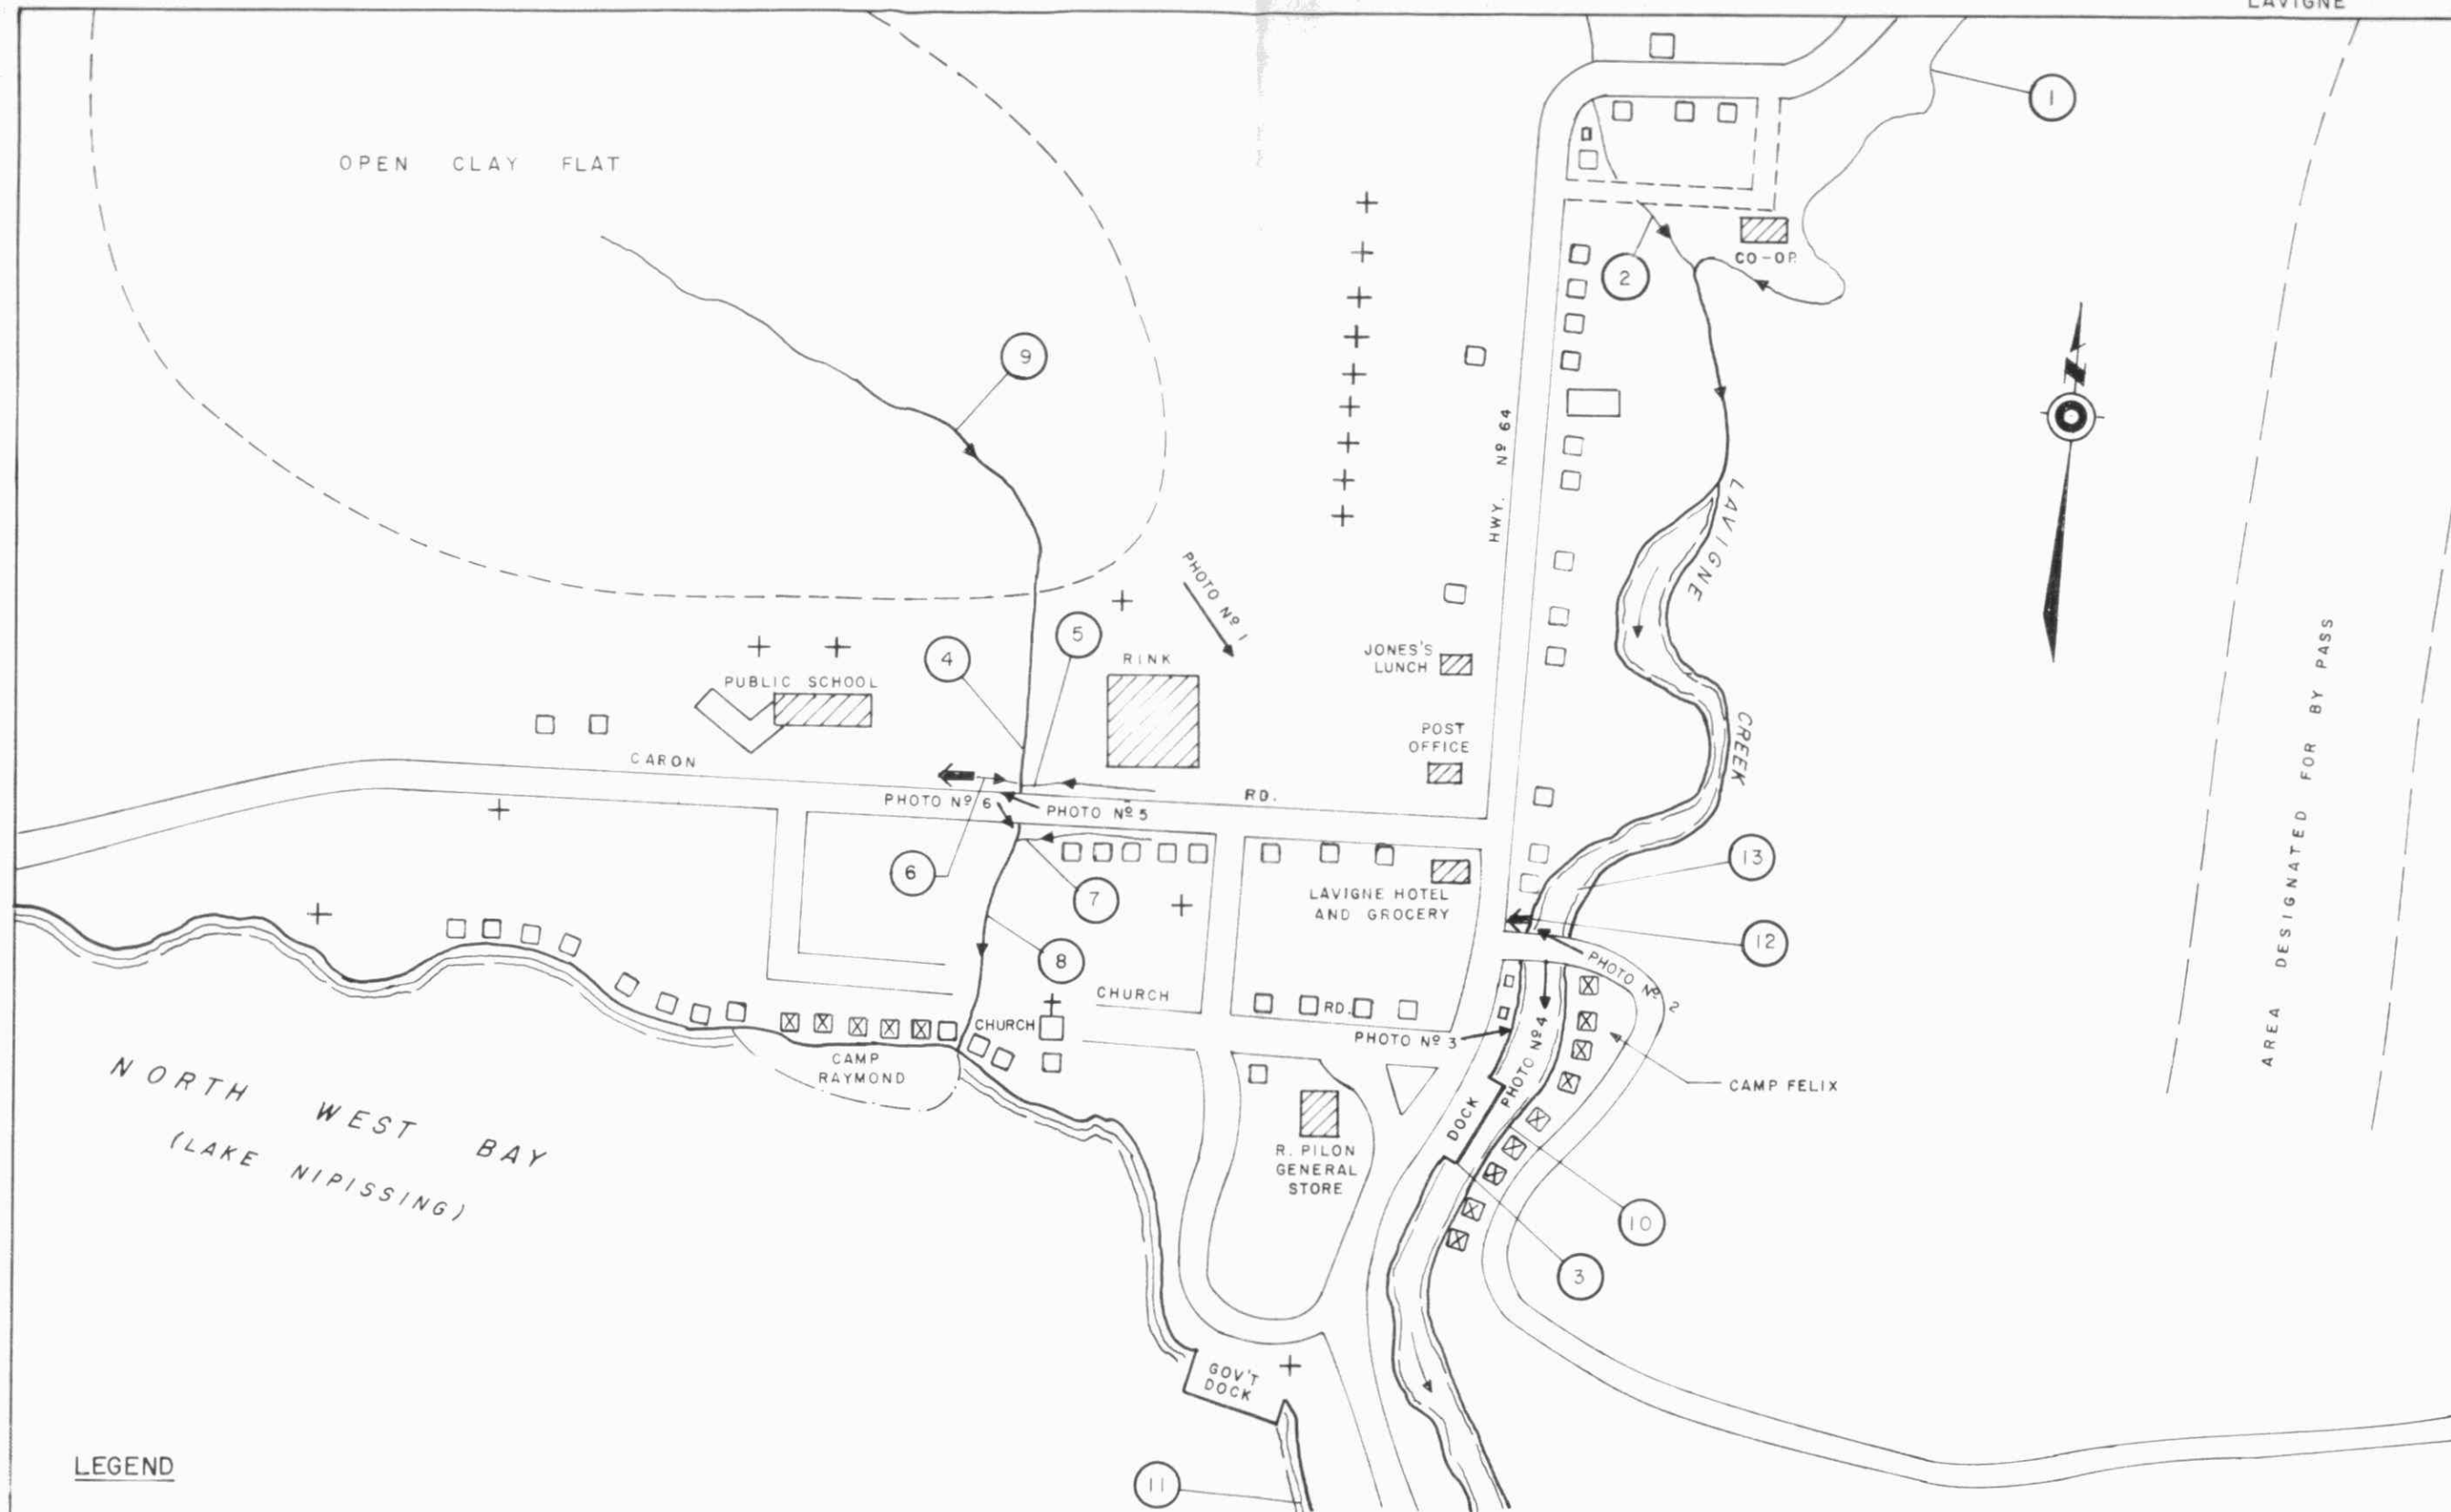 LAVIGNE
OPEN CLAY FLAT
1
2
CO-OP.
9
HWY. Nº 64
LAVIGNE
CREEK
PHOTO Nº 1
4
5
RINK
JONES'S
LUNCH
PUBLIC SCHOOL
POST
OFFICE
CARON
RD.
PHOTO Nº 6
PHOTO Nº 5
6
7
8
LAVIGNE HOTEL
AND GROCERY
13
12
PHOTO Nº 2
CHURCH
RD.
CHURCH
PHOTO Nº 3
PHOTO Nº 4
CAMP
RAYMOND
CAMP FELIX
DOCK
R. PILON
GENERAL
STORE
10
3
NORTH WEST BAY
(LAKE NIPISSING)
GOV'T
DOCK
11
AREA DESIGNATED FOR BY PASS
N
LEGEND